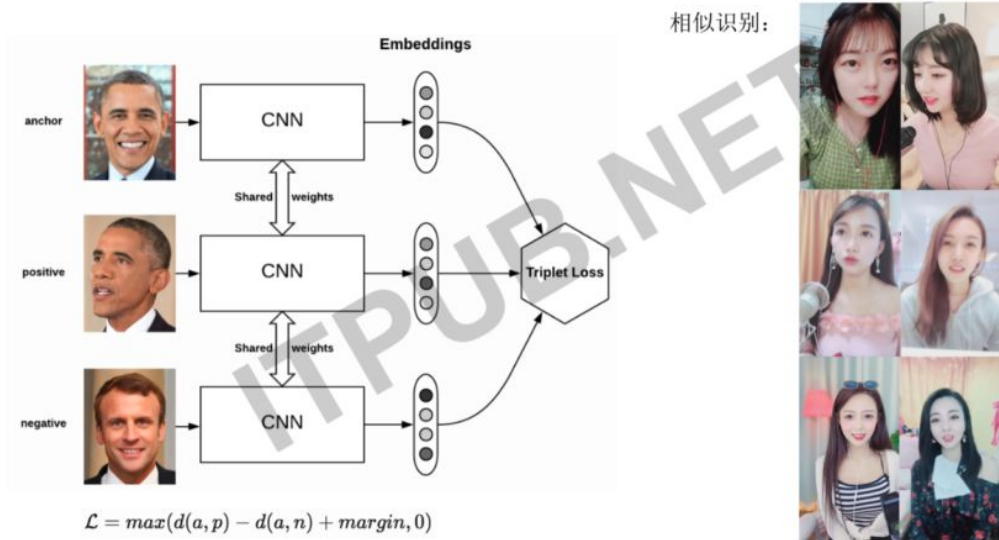 相似识别：
Embeddings
anchor
CNN
Shared weights
positive
CNN
Triplet Loss
Shared weights
negative
CNN
ITPUB.NET
ℒ = max(d(a, p) − d(a, n) + margin, 0)